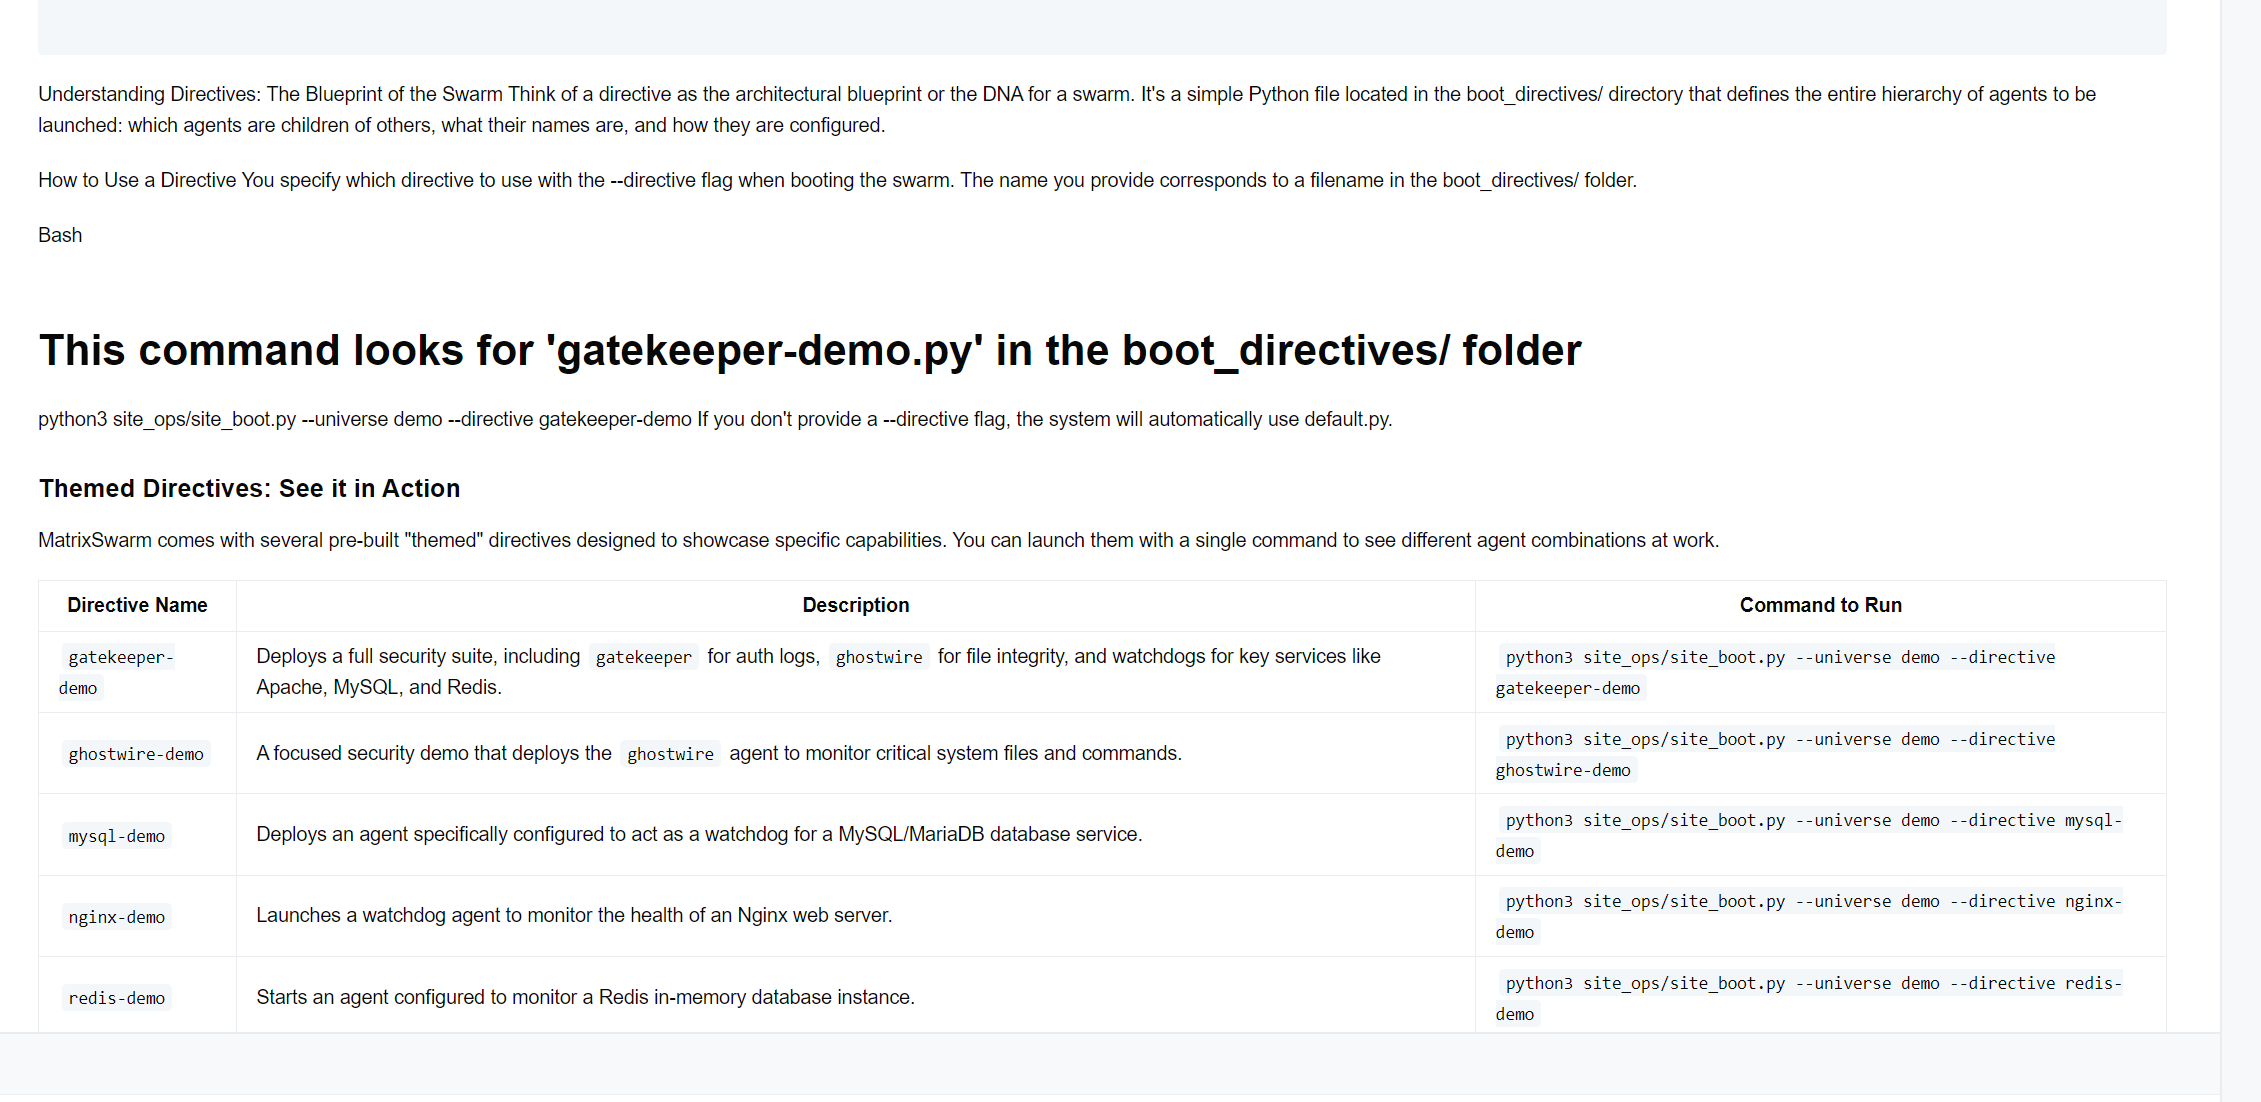 Understanding Directives: The Blueprint of the Swarm Think of a directive as the architectural blueprint or the DNA for a swarm. It's a simple Python file located in the boot_directives/ directory that defines the entire hierarchy of agents to be
launched: which agents are children of others, what their names are, and how they are configured.
How to Use a Directive You specify which directive to use with the --directive flag when booting the swarm. The name you provide corresponds to a filename in the boot_directives/ folder.
Bash
This command looks for 'gatekeeper-demo.py' in the boot_directives/ folder
python3 site_ops/site_boot.py --universe demo --directive gatekeeper-demo If you don't provide a --directive flag, the system will automatically use default.py.
Themed Directives: See it in Action
MatrixSwarm comes with several pre-built "themed" directives designed to showcase specific capabilities. You can launch them with a single command to see different agent combinations at work.
Directive Name
Description
Command to Run
gatekeeper-
demo
Deploys a full security suite, including gatekeeper for auth logs, ghostwire for file integrity, and watchdogs for key services like
Apache, MySQL, and Redis.
python3 site_ops/site_boot.py --universe demo --directive
gatekeeper-demo
ghostwire-demo
A focused security demo that deploys the ghostwire agent to monitor critical system files and commands.
python3 site_ops/site_boot.py --universe demo --directive
ghostwire-demo
mysql-demo
Deploys an agent specifically configured to act as a watchdog for a MySQL/MariaDB database service.
python3 site_ops/site_boot.py --universe demo --directive mysql-
demo
nginx-demo
Launches a watchdog agent to monitor the health of an Nginx web server.
python3 site_ops/site_boot.py --universe demo --directive nginx-
demo
redis-demo
Starts an agent configured to monitor a Redis in-memory database instance.
python3 site_ops/site_boot.py --universe demo --directive redis-
demo